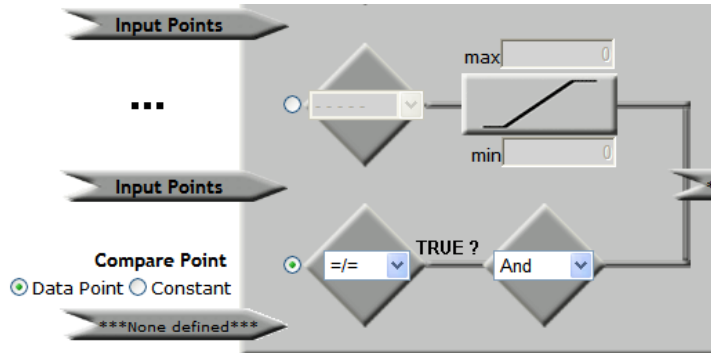 Input Points
max 0
...
- - - - -
min 0
Input Points
Compare Point
=/= TRUE ? And
Data Point Constant
***None defined***